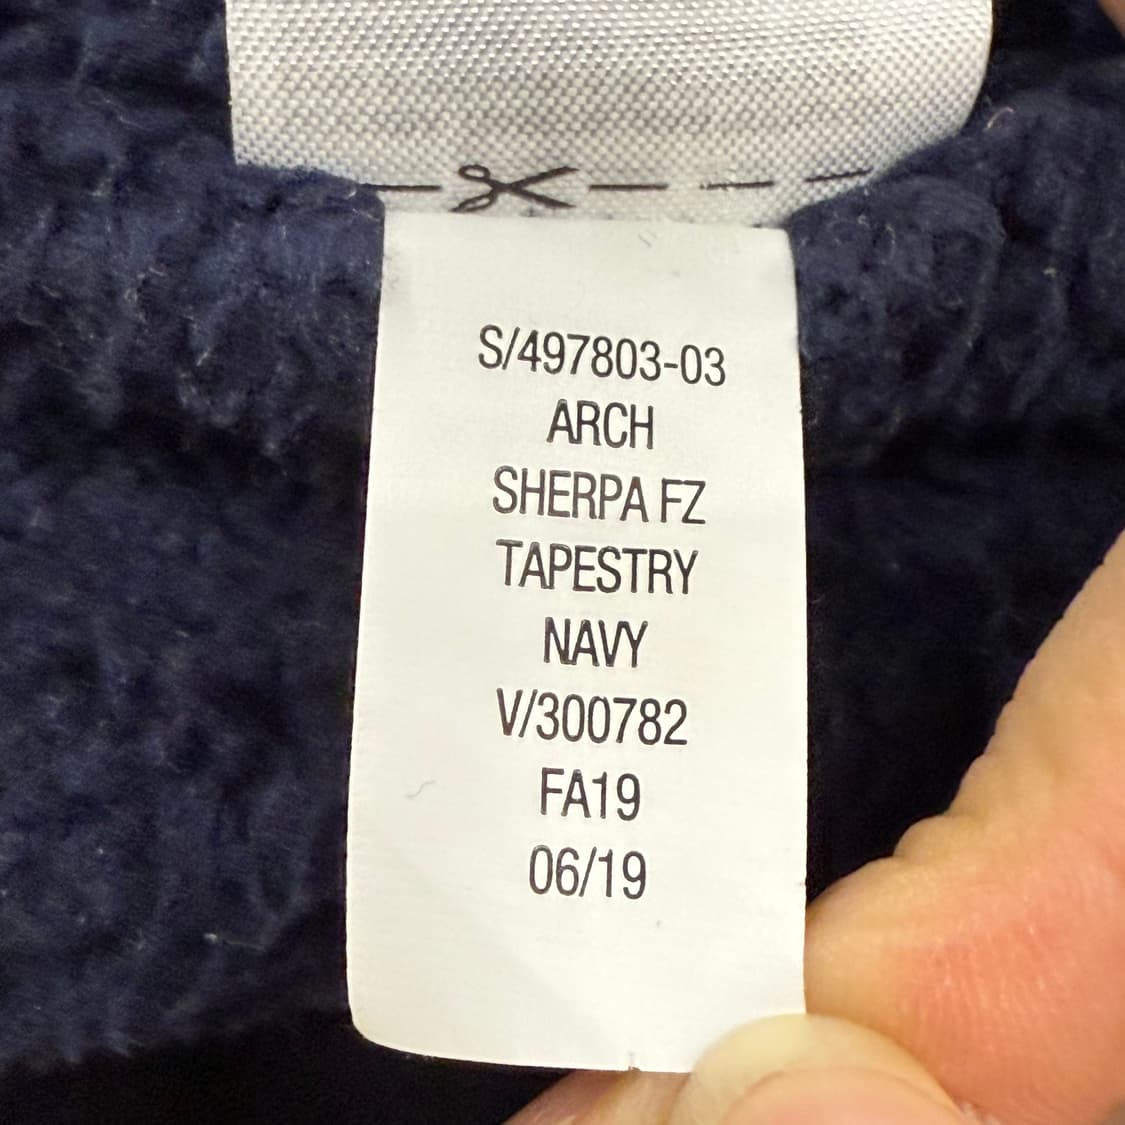 S/497803-03
ARCH
SHERPA FZ
TAPESTRY
NAVY
V/300782
FA19
06/19